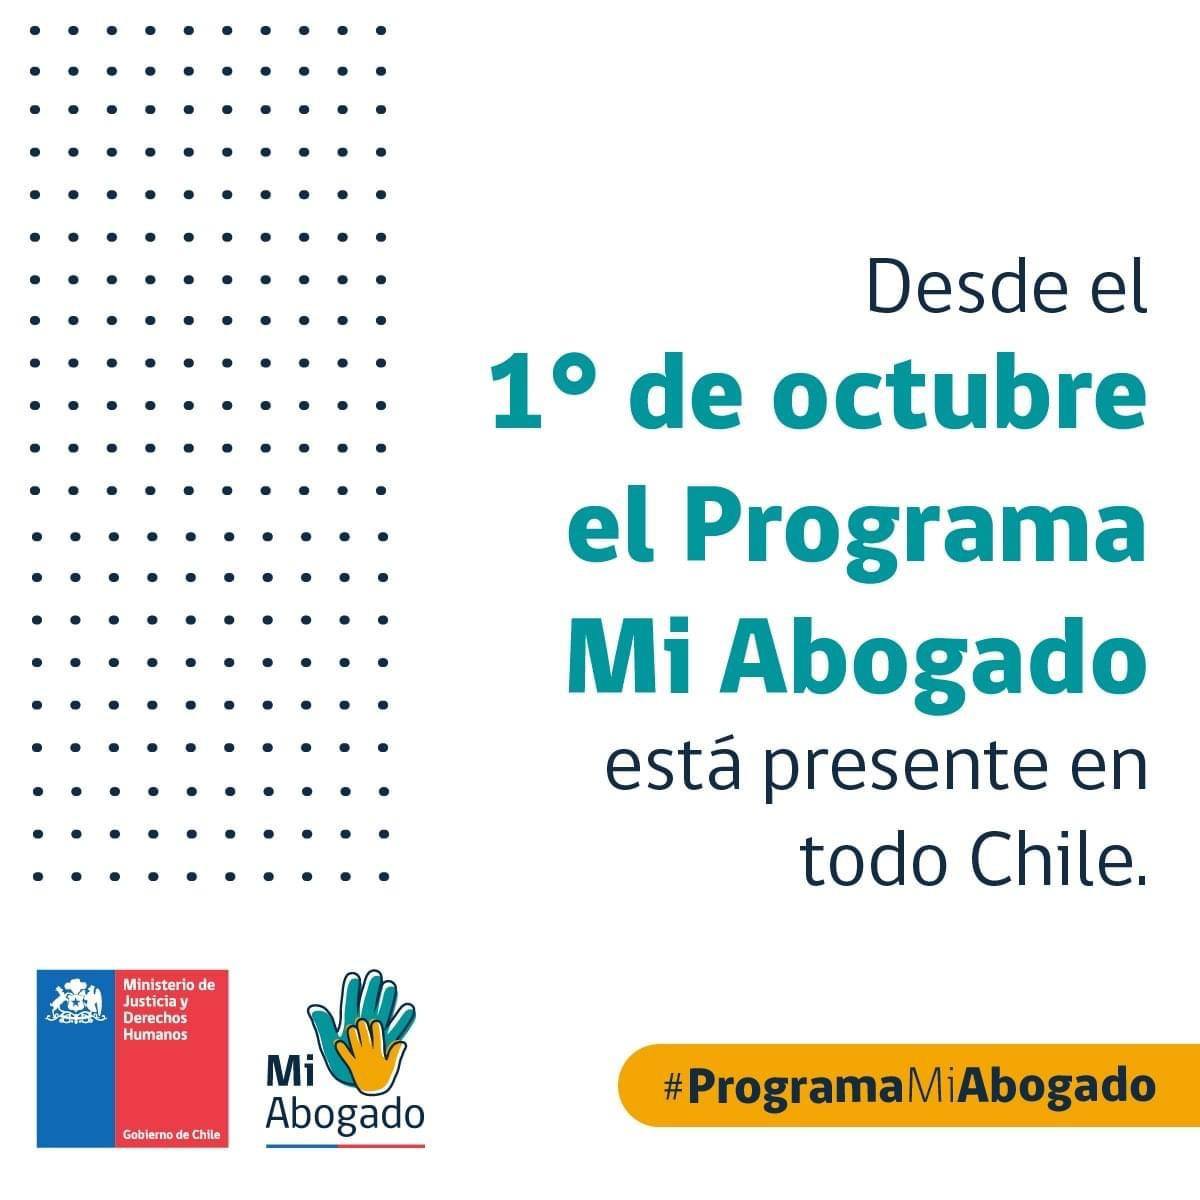 Desde el
1° de octubre
el Programa
Mi Abogado
está presente en
todo Chile.
Ministerio de
Justicia y
Derechos
Humanos
Gobierno de Chile
Mi
Abogado
#ProgramaMiAbogado